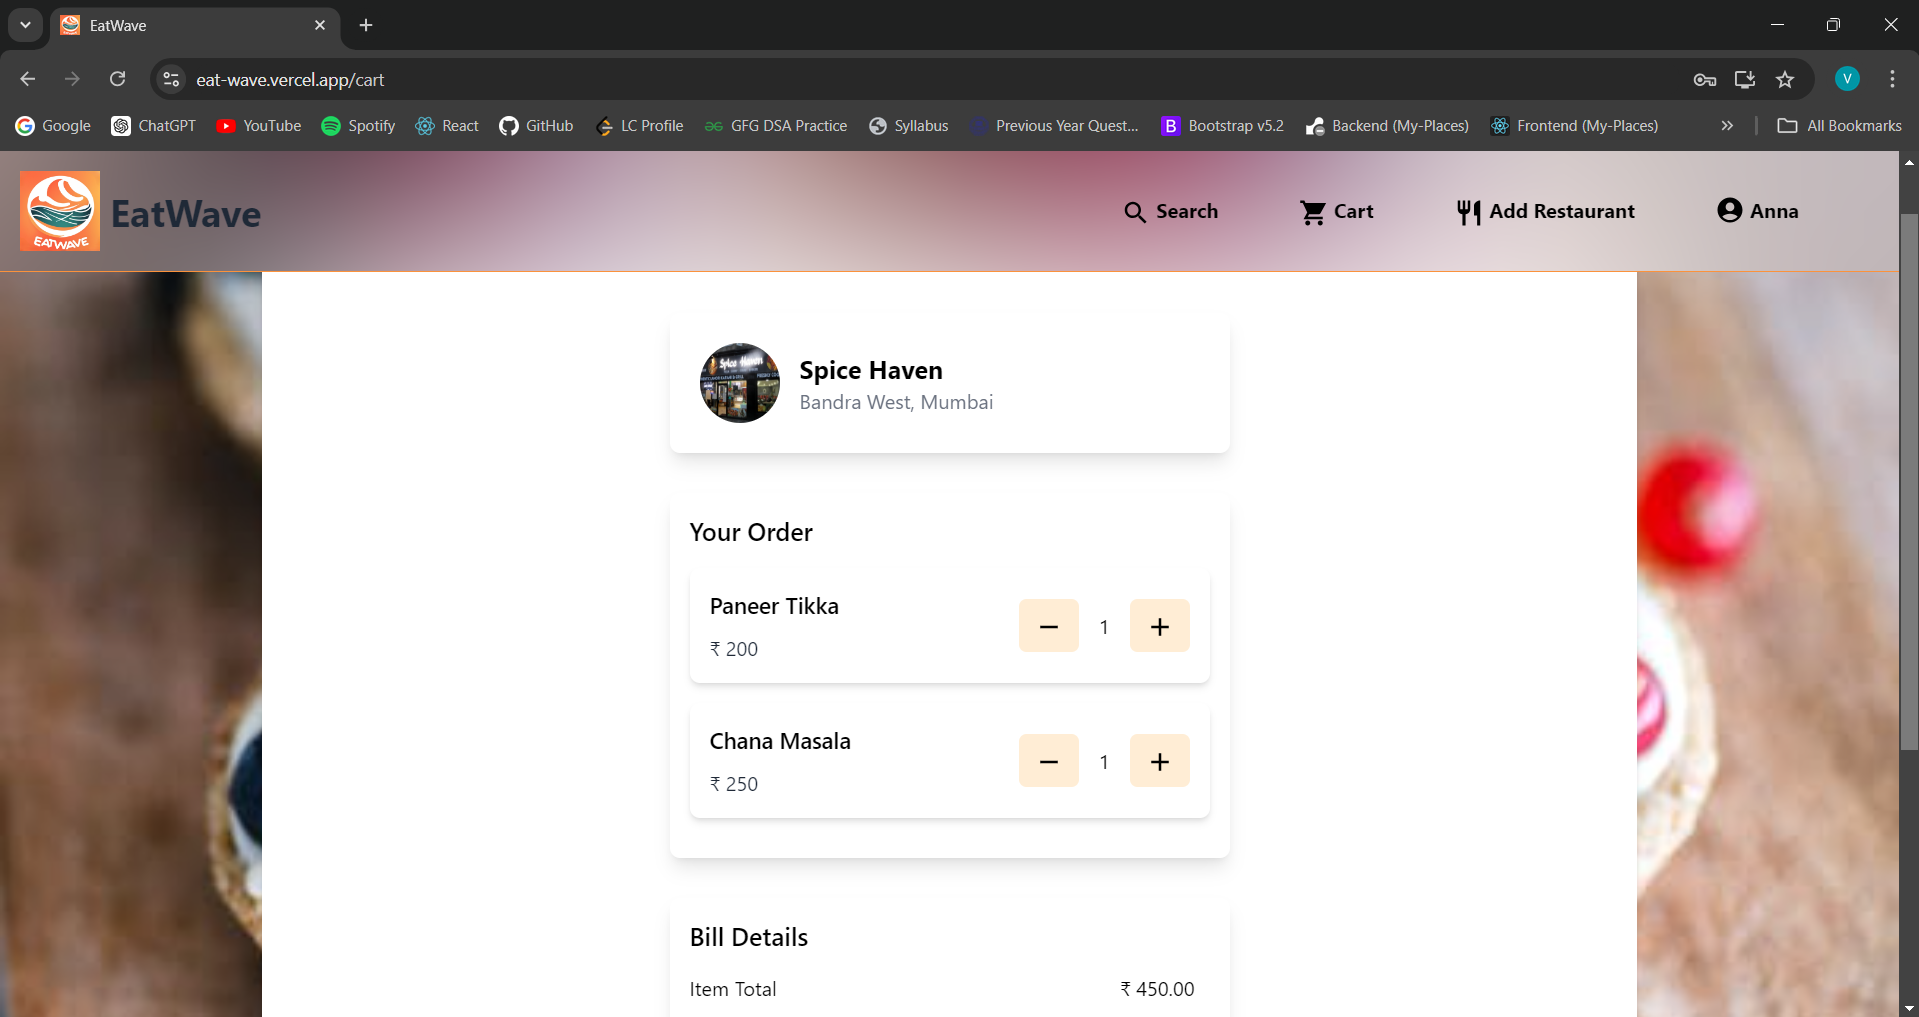 EatWave
eat-wave.vercel.app/cart
V
Google ChatGPT YouTube Spotify React GitHub LC Profile GFG DSA Practice Syllabus Previous Year Quest... B Bootstrap v5.2 Backend (My-Places) Frontend (My-Places) All Bookmarks
EATWAVE
EatWave
Search Cart Add Restaurant Anna
Spice Haven
Spice Haven
Bandra West, Mumbai
Your Order
Paneer Tikka
1
₹ 200
Chana Masala
1
₹ 250
Bill Details
Item Total ₹ 450.00